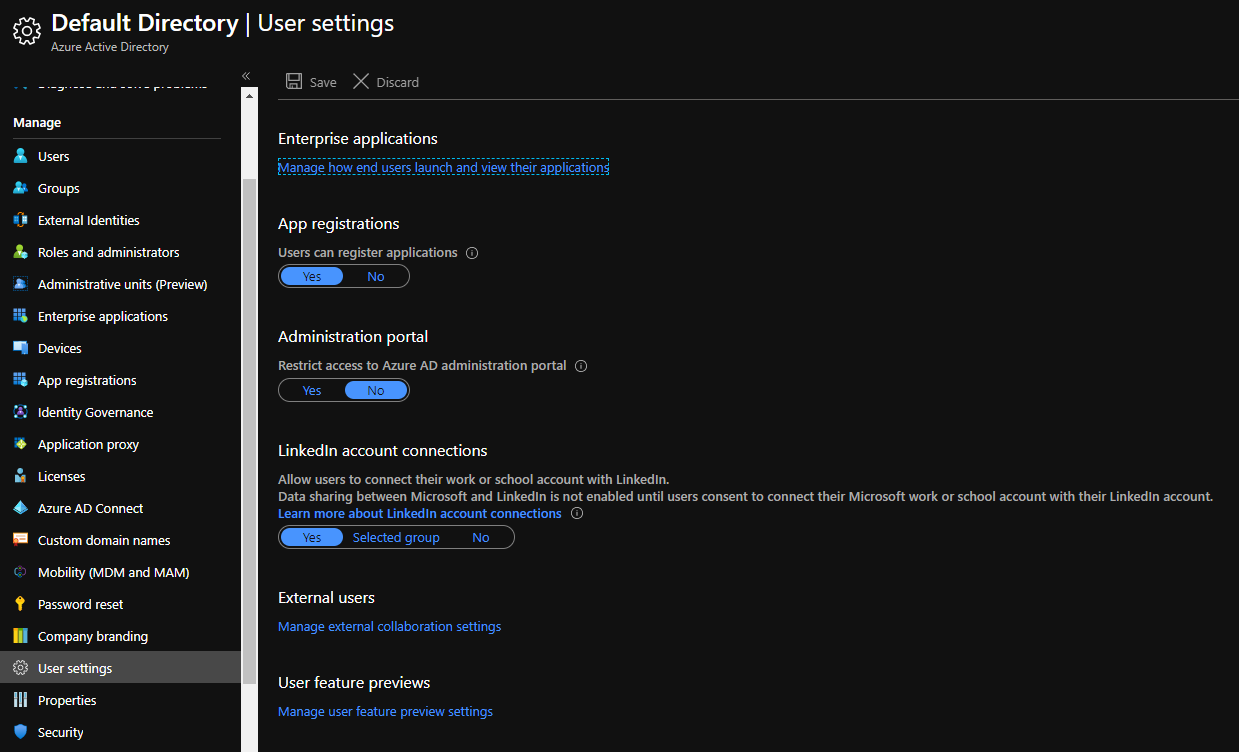 Default Directory | User settings
Azure Active Directory
«
Diagnose and solve problems
Manage
Users
Groups
External Identities
Roles and administrators
Administrative units (Preview)
Enterprise applications
Devices
App registrations
Identity Governance
Application proxy
Licenses
Azure AD Connect
Custom domain names
Mobility (MDM and MAM)
Password reset
Company branding
User settings
Properties
Security
Save Discard
Enterprise applications
Manage how end users launch and view their applications
App registrations
Users can register applications
Yes No
Administration portal
Restrict access to Azure AD administration portal
Yes No
LinkedIn account connections
Allow users to connect their work or school account with LinkedIn.
Data sharing between Microsoft and LinkedIn is not enabled until users consent to connect their Microsoft work or school account with their LinkedIn account.
Learn more about LinkedIn account connections
Yes Selected group No
External users
Manage external collaboration settings
User feature previews
Manage user feature preview settings